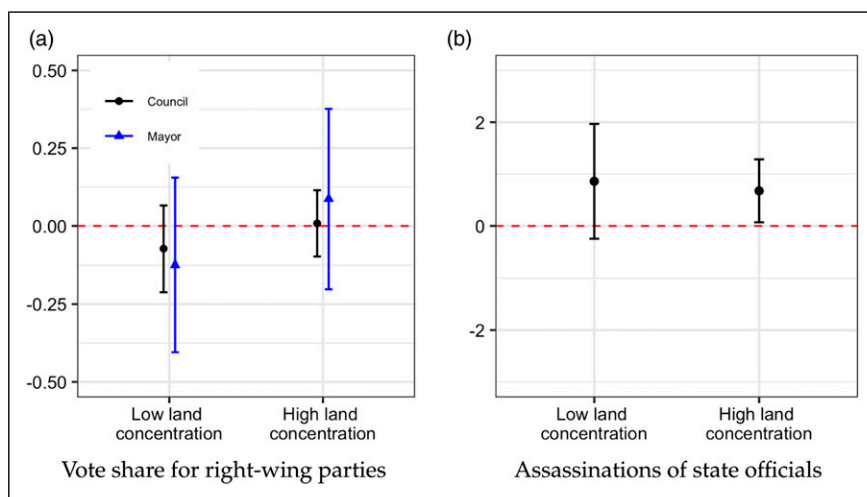 (a)
0.50
0.25
0.00
-0.25
-0.50
Council
Mayor
Low land
concentration
High land
concentration
Vote share for right-wing parties
(b)
2
0
-2
Low land
concentration
High land
concentration
Assassinations of state officials